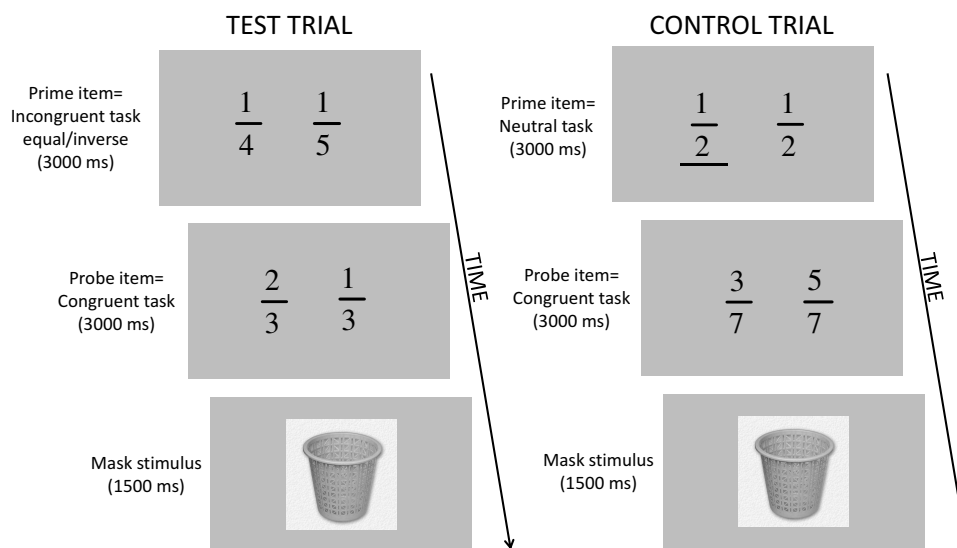 TEST TRIAL
Prime item=
Incongruent task
equal/inverse
(3000 ms)
1 1
4 5
Probe item=
Congruent task
(3000 ms)
2 1
3 3
Mask stimulus
(1500 ms)
TIME
CONTROL TRIAL
Prime item=
Neutral task
(3000 ms)
1 1
2 2
Probe item=
Congruent task
(3000 ms)
3 5
7 7
Mask stimulus
(1500 ms)
TIME